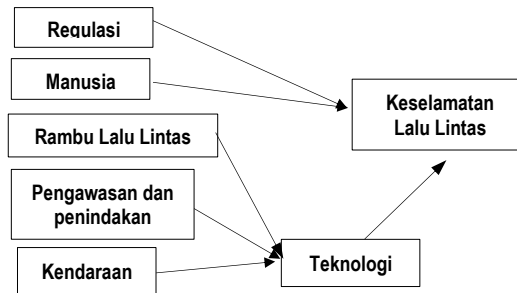 Regulasi
Manusia
Rambu Lalu Lintas
Pengawasan dan
penindakan
Kendaraan
Keselamatan
Lalu Lintas
Teknologi